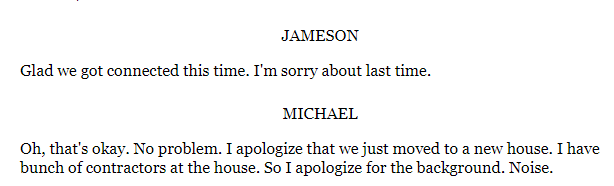 JAMESON
Glad we got connected this time. I'm sorry about last time.
MICHAEL
Oh, that's okay. No problem. I apologize that we just moved to a new house. I have
bunch of contractors at the house. So I apologize for the background. Noise.